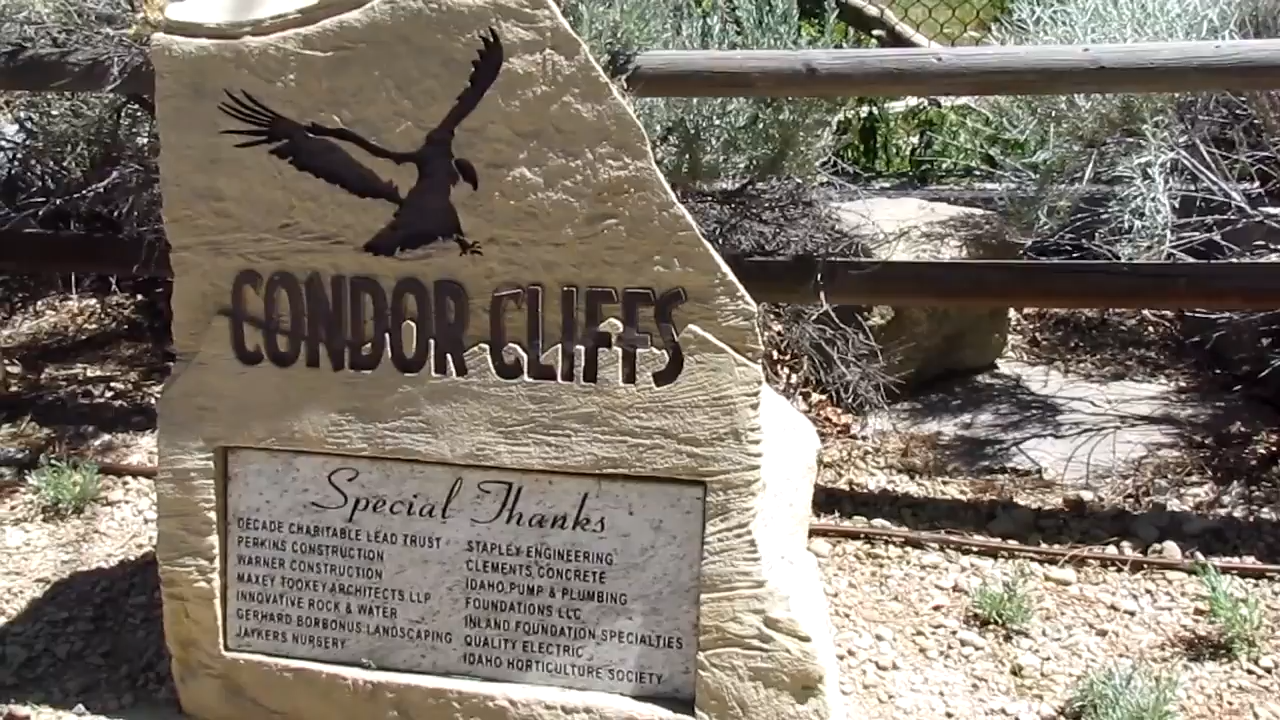 CONDOR CLIFFS
Special Thanks
DECADE CHARITABLE LEAD TRUST
PERKINS CONSTRUCTION
WARNER CONSTRUCTION
MAXEY TOOKEY ARCHITECTS LLP
INNOVATIVE ROCK & WATER
GERHARD BORBONUS LANDSCAPING
JAYKERS NURSERY
STAPLEY ENGINEERING
CLEMENTS CONCRETE
IDAHO PUMP & PLUMBING
FOUNDATIONS LLC
INLAND FOUNDATION SPECIALTIES
QUALITY ELECTRIC
IDAHO HORTICULTURE SOCIETY